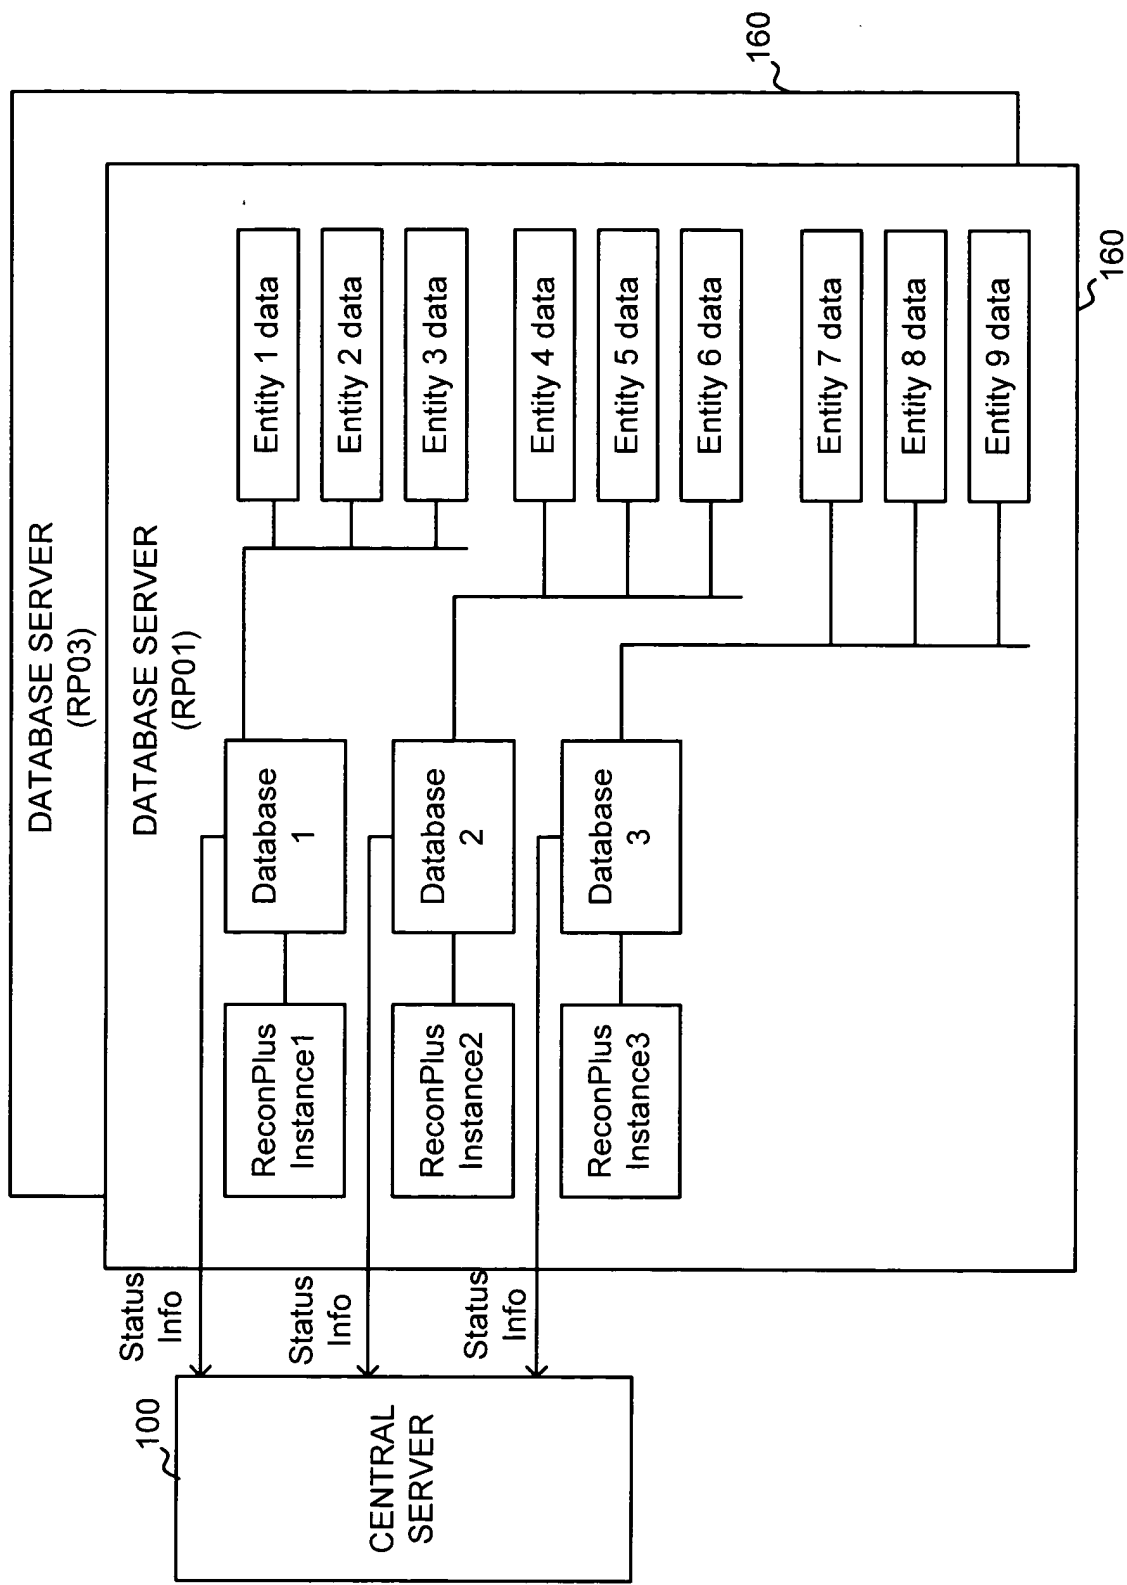 DATABASE SERVER
(RP03)
160
DATABASE SERVER
(RP01)
160
Status
Info
Status
Info
Status
Info
100
CENTRAL
SERVER
ReconPlus
Instance1
Database
1
Entity 1 data
Entity 2 data
Entity 3 data
ReconPlus
Instance2
Database
2
Entity 4 data
Entity 5 data
Entity 6 data
ReconPlus
Instance3
Database
3
Entity 7 data
Entity 8 data
Entity 9 data